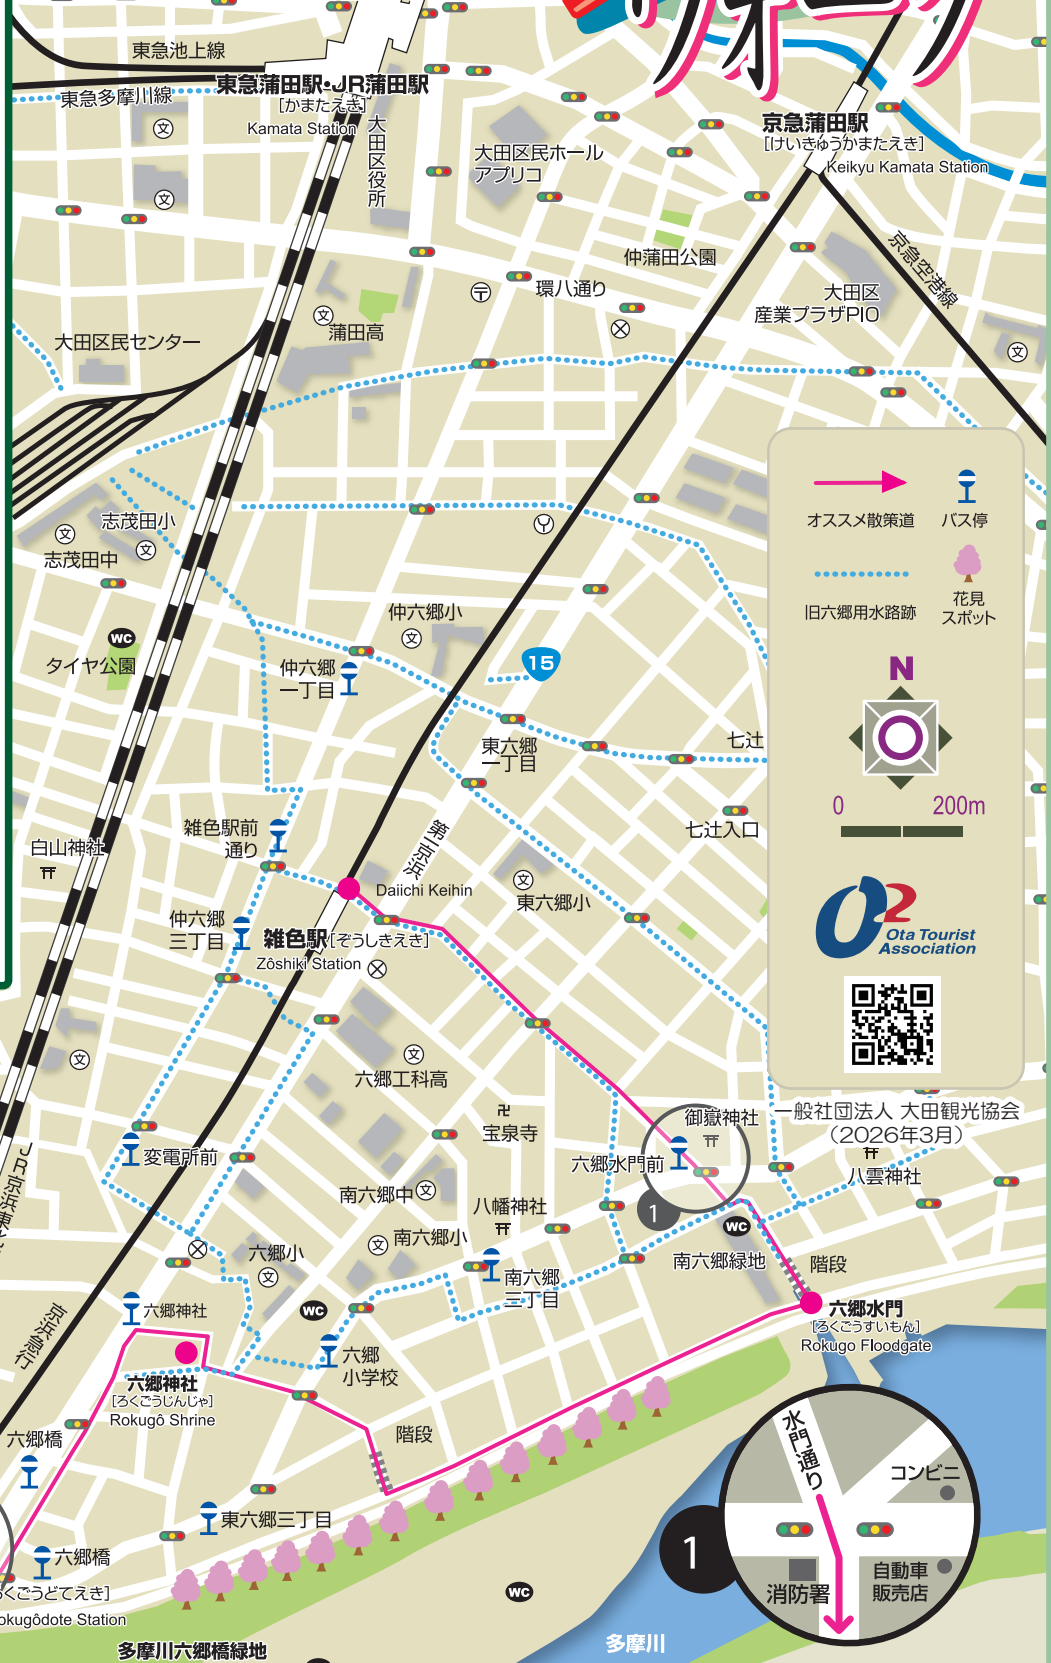 ウォーク
東急池上線
東急多摩川線
東急蒲田駅・JR蒲田駅
[かまたえき]
Kamata Station
大田区役所
大田区民ホール
アプリコ
京急蒲田駅
[けいきゅうかまたえき]
Keikyu Kamata Station
京急空港線
仲蒲田公園
大田区
産業プラザPIO
環八通り
蒲田高
大田区民センター
オススメ散策道
バス停
旧六郷用水路跡
花見
スポット
N
0
200m
Ota Tourist
Association
一般社団法人 大田観光協会
（2026年3月）
志茂田小
志茂田中
WC
タイヤ公園
仲六郷小
仲六郷
一丁目
15
東六郷
一丁目
七辻
七辻入口
雑色駅前
通り
白山神社
第一京浜
Daiichi Keihin
東六郷小
仲六郷
三丁目
雑色駅[ぞうしきえき]
Zôshiki Station
六郷工科高
宝泉寺
御嶽神社
六郷水門前
1
八雲神社
変電所前
南六郷中
八幡神社
南六郷小
六郷小
南六郷
三丁目
WC
南六郷緑地
階段
六郷水門
[ろくごうすいもん]
Rokugo Floodgate
JR京浜東北
京浜急行
六郷神社
WC
六郷
小学校
六郷神社
[ろくごうじんじゃ]
Rokugô Shrine
階段
六郷橋
東六郷三丁目
六郷橋
くごうどてえき]
okugôdote Station
多摩川六郷橋緑地
WC
多摩川
1
水門通り
コンビニ
消防署
自動車
販売店